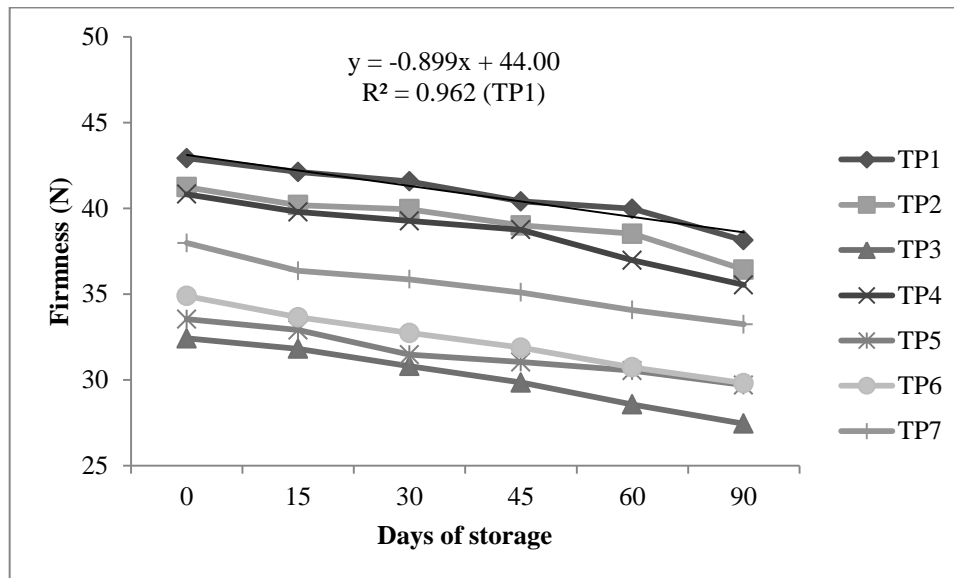 50
45
40
35
30
25
Firmness (N)
y = -0.899x + 44.00
R² = 0.962 (TP1)
0 15 30 45 60 90
Days of storage
TP1
TP2
TP3
TP4
TP5
TP6
TP7